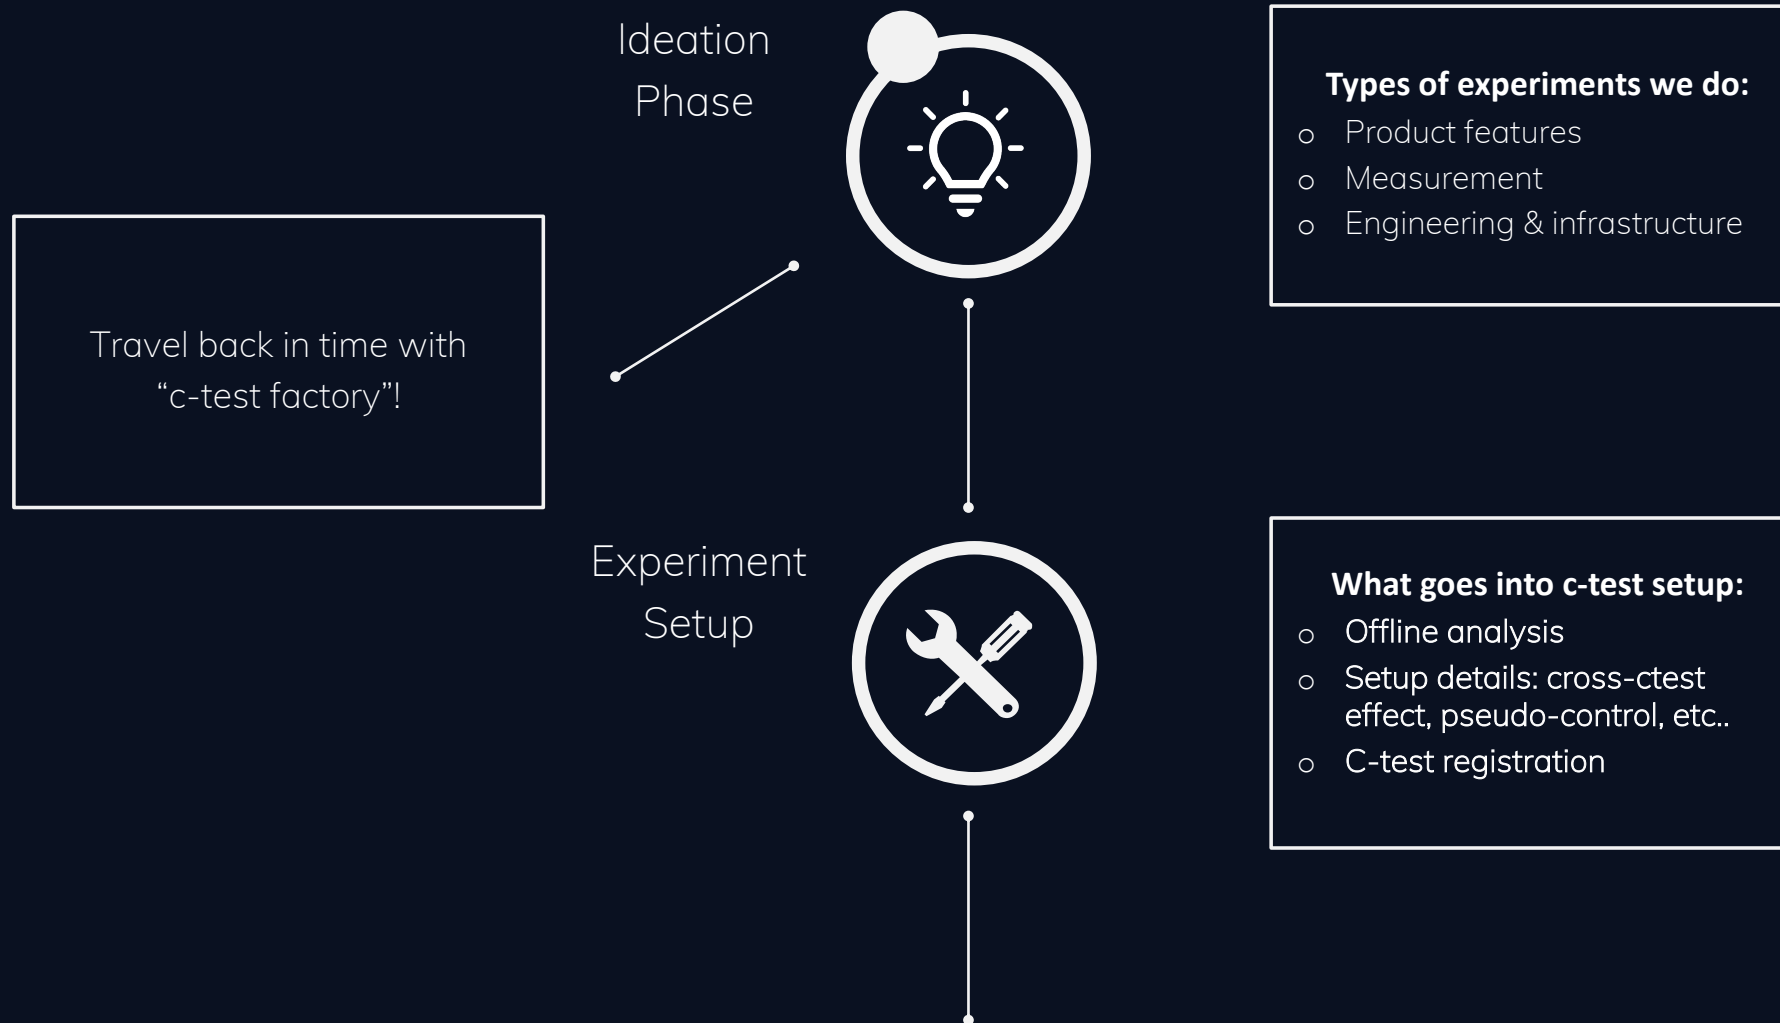 Ideation
Phase
Types of experiments we do:
o Product features
o Measurement
o Engineering & infrastructure
Travel back in time with
“c-test factory”!
Experiment
Setup
What goes into c-test setup:
o Offline analysis
o Setup details: cross-ctest
effect, pseudo-control, etc..
o C-test registration